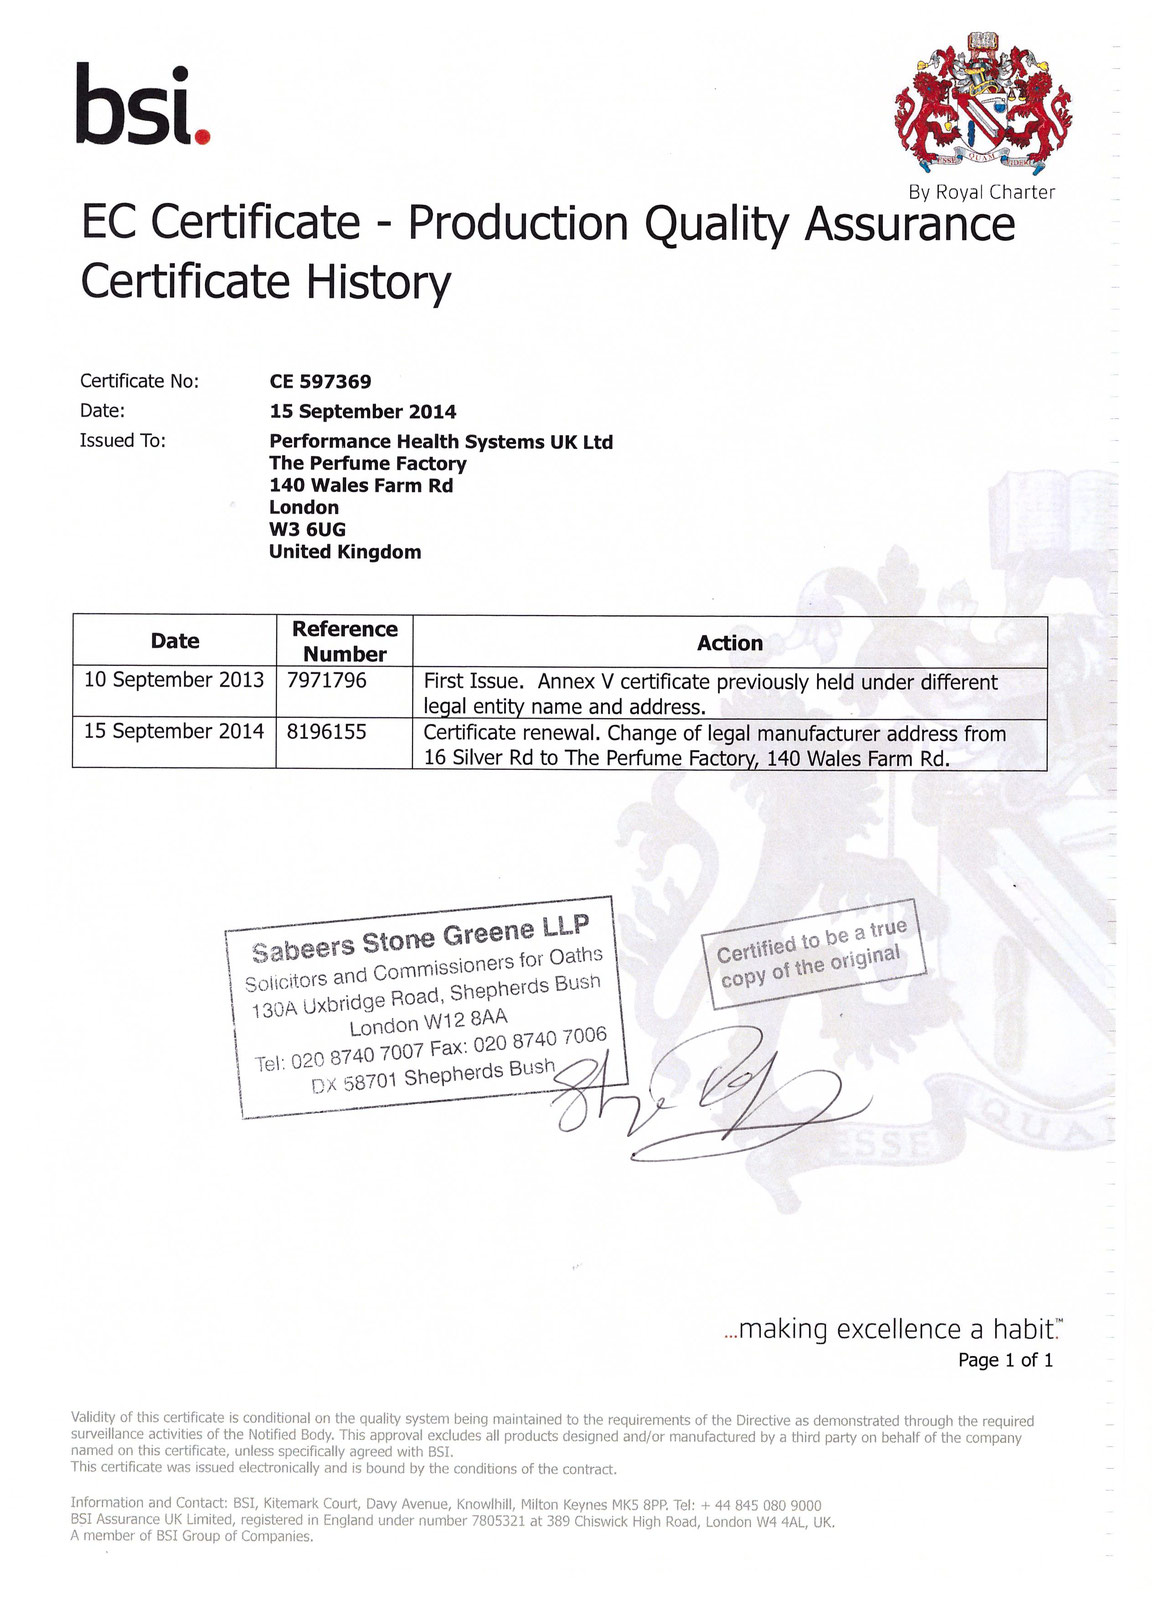 bsi.
ESSE QUAM VIDERI
By Royal Charter
EC Certificate - Production Quality Assurance
Certificate History
Certificate No: CE 597369
Date: 15 September 2014
Issued To: Performance Health Systems UK Ltd
The Perfume Factory
140 Wales Farm Rd
London
W3 6UG
United Kingdom
Date Reference Number Action
10 September 2013 7971796 First Issue. Annex V certificate previously held under different
legal entity name and address.
15 September 2014 8196155 Certificate renewal. Change of legal manufacturer address from
16 Silver Rd to The Perfume Factory, 140 Wales Farm Rd.
Sabeers Stone Greene LLP
Solicitors and Commissioners for Oaths
130A Uxbridge Road, Shepherds Bush
London W12 8AA
Tel: 020 8740 7007 Fax: 020 8740 7006
DX 58701 Shepherds Bush
Certified to be a true
copy of the original
ESSE QUAM
...making excellence a habit.™
Page 1 of 1
Validity of this certificate is conditional on the quality system being maintained to the requirements of the Directive as demonstrated through the required
surveillance activities of the Notified Body. This approval excludes all products designed and/or manufactured by a third party on behalf of the company
named on this certificate, unless specifically agreed with BSI.
This certificate was issued electronically and is bound by the conditions of the contract.
Information and Contact: BSI, Kitemark Court, Davy Avenue, Knowlhill, Milton Keynes MK5 8PP. Tel: + 44 845 080 9000
BSI Assurance UK Limited, registered in England under number 7805321 at 389 Chiswick High Road, London W4 4AL, UK.
A member of BSI Group of Companies.